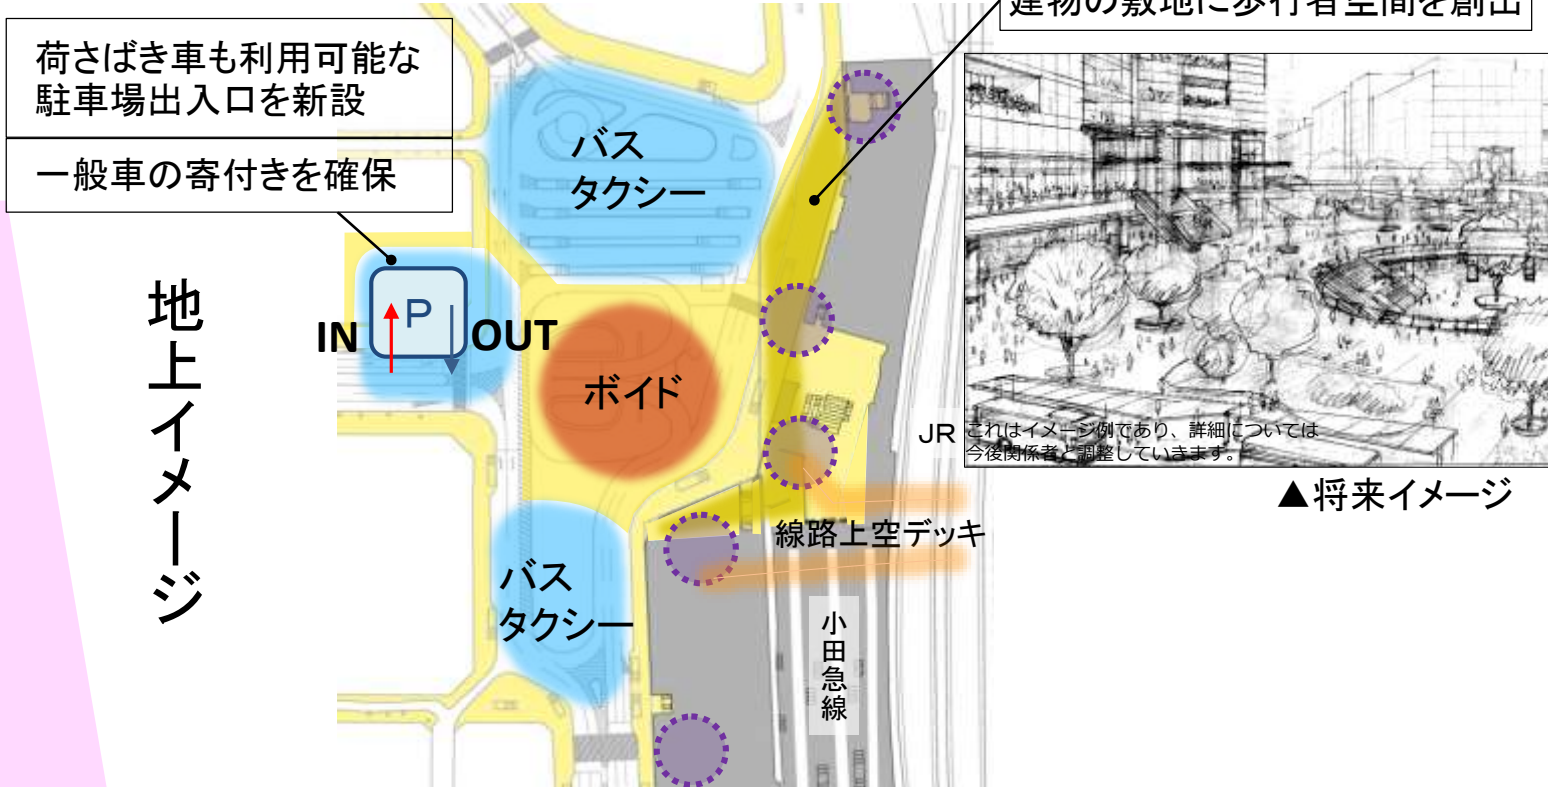 建物の敷地に歩行者空間を創出
荷さばき車も利用可能な
駐車場出入口を新設
一般車の寄付きを確保
地上イメージ
バス
タクシー
P
IN
OUT
ボイド
JR
これはイメージ例であり、詳細については
今後関係者と調整していきます。
▲将来イメージ
線路上空デッキ
バス
タクシー
小田急線